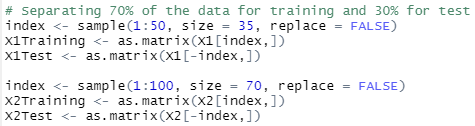 # Separating 70% of the data for training and 30% for test
index <- sample(1:50, size = 35, replace = FALSE)
X1Training <- as.matrix(X1[index,])
X1Test <- as.matrix(X1[-index,])
index <- sample(1:100, size = 70, replace = FALSE)
X2Training <- as.matrix(X2[index,])
X2Test <- as.matrix(X2[-index,])